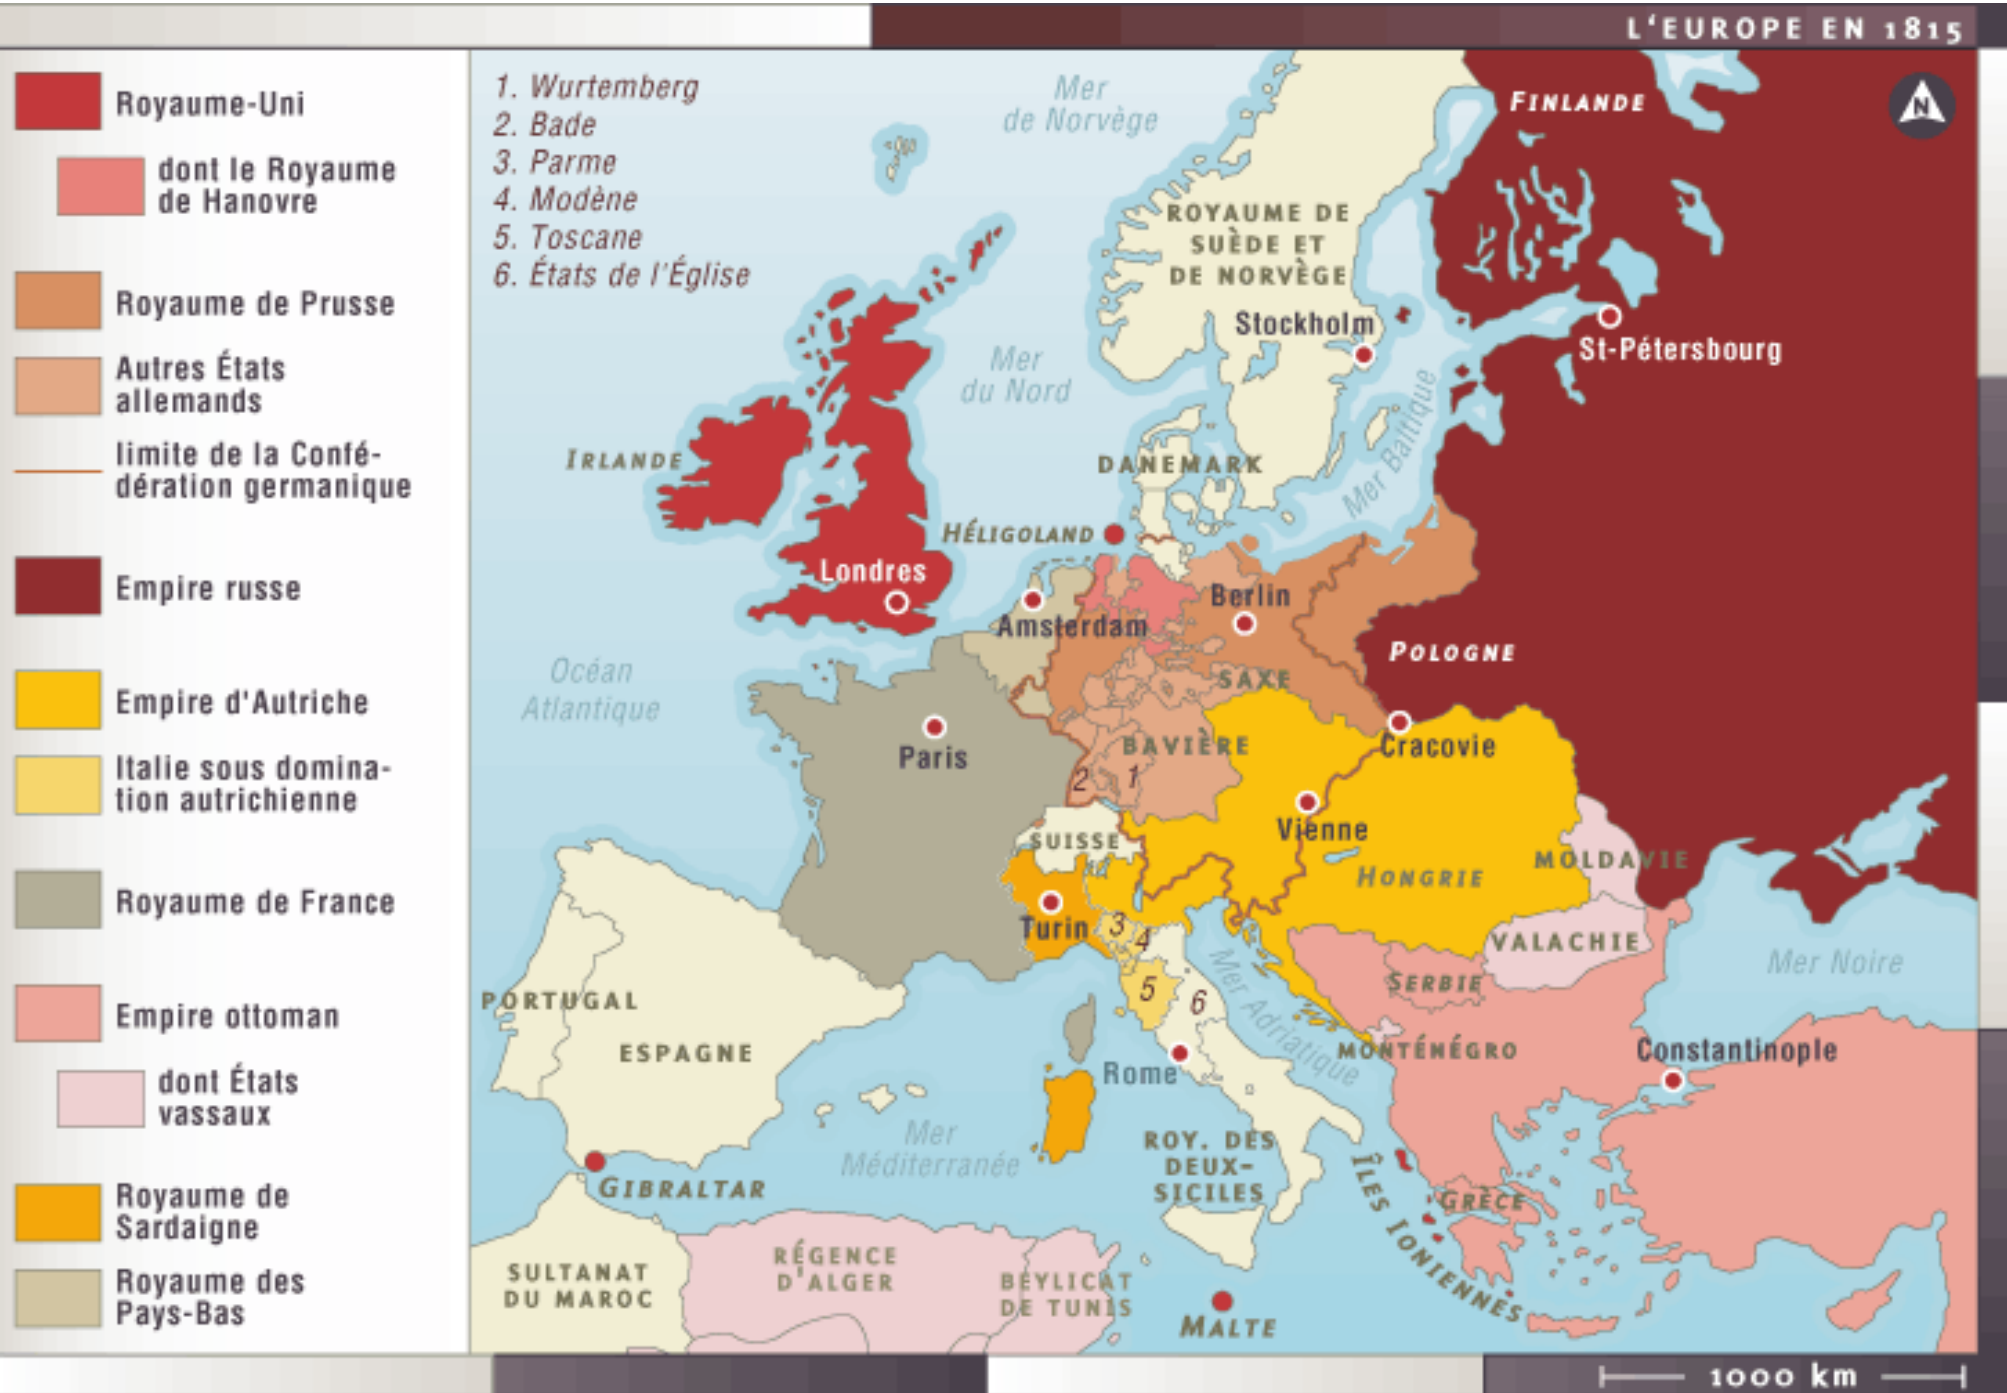 L'EUROPE EN 1815
Royaume-Uni
dont le Royaume
de Hanovre
Royaume de Prusse
Autres États
allemands
limite de la Confé-
dération germanique
Empire russe
Empire d'Autriche
Italie sous domina-
tion autrichienne
Royaume de France
Empire ottoman
dont États
vassaux
Royaume de
Sardaigne
Royaume des
Pays-Bas
1. Wurtemberg
2. Bade
3. Parme
4. Modène
5. Toscane
6. États de l'Église
Mer
de Norvège
FINLANDE
N
ROYAUME DE
SUÈDE ET
DE NORVÈGE
Stockholm
St-Pétersbourg
Mer
du Nord
Mer Baltique
IRLANDE
DANEMARK
HÉLIGOLAND
Londres
Amsterdam
Berlin
POLOGNE
Océan
Atlantique
SAXE
Paris
BAVIÈRE
Cracovie
2
1
Vienne
SUISSE
HONGRIE
MOLDAVIE
Turin
3
4
VALACHIE
Mer Noire
5
6
Mer Adriatique
SERBIE
PORTUGAL
ESPAGNE
MONTÉNÉGRO
Constantinople
Rome
Mer
Méditerranée
ROY. DES
DEUX-
SICILES
GIBRALTAR
GRÈCE
ÎLES IONIENNES
SULTANAT
DU MAROC
RÉGENCE
D'ALGER
BEYLICAT
DE TUNIS
MALTE
1000 km